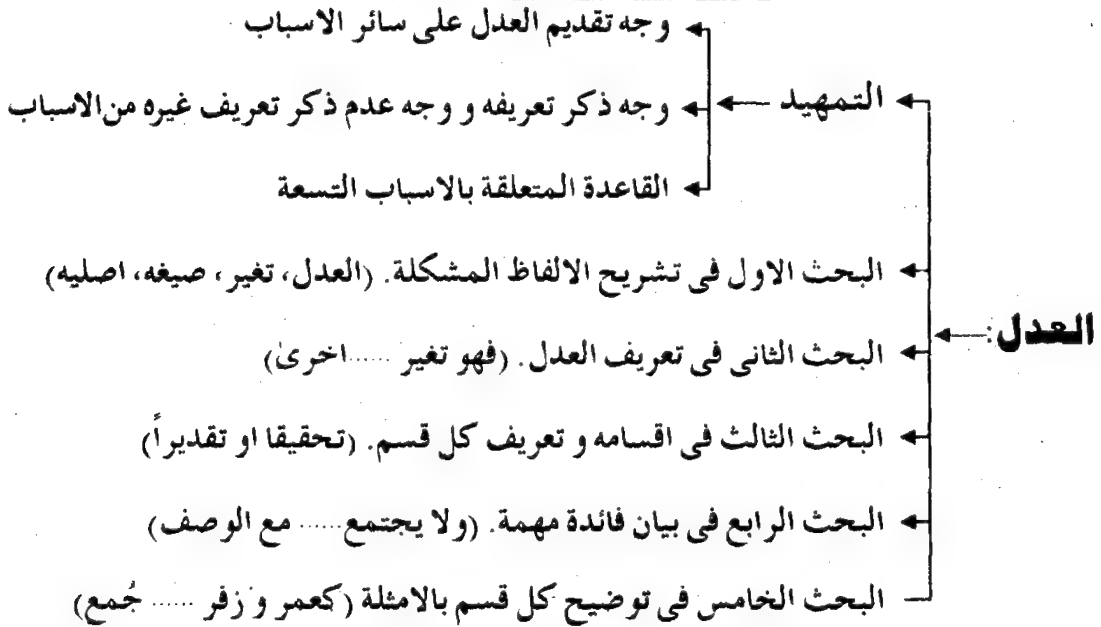 وجه تقديم العدل على سائر الاسباب
التمهيد
وجه ذكر تعريفه و وجه عدم ذكر تعريف غيره من الاسباب
القاعدة المتعلقة بالاسباب التسعة
البحث الاول فى تشريح الالفاظ المشكلة. (العدل، تغير، صيغه، اصليه)
العدل:
البحث الثانى فى تعريف العدل. (فهو تغير ...... اخرىٰ)
البحث الثالث فى اقسامه و تعريف كل قسم. (تحقيقا او تقديراً)
البحث الرابع فى بيان فائدة مهمة. (ولا يجتمع ...... مع الوصف)
البحث الخامس فى توضيح كل قسم بالامثلة (كعمر و زفر ...... جُمع)